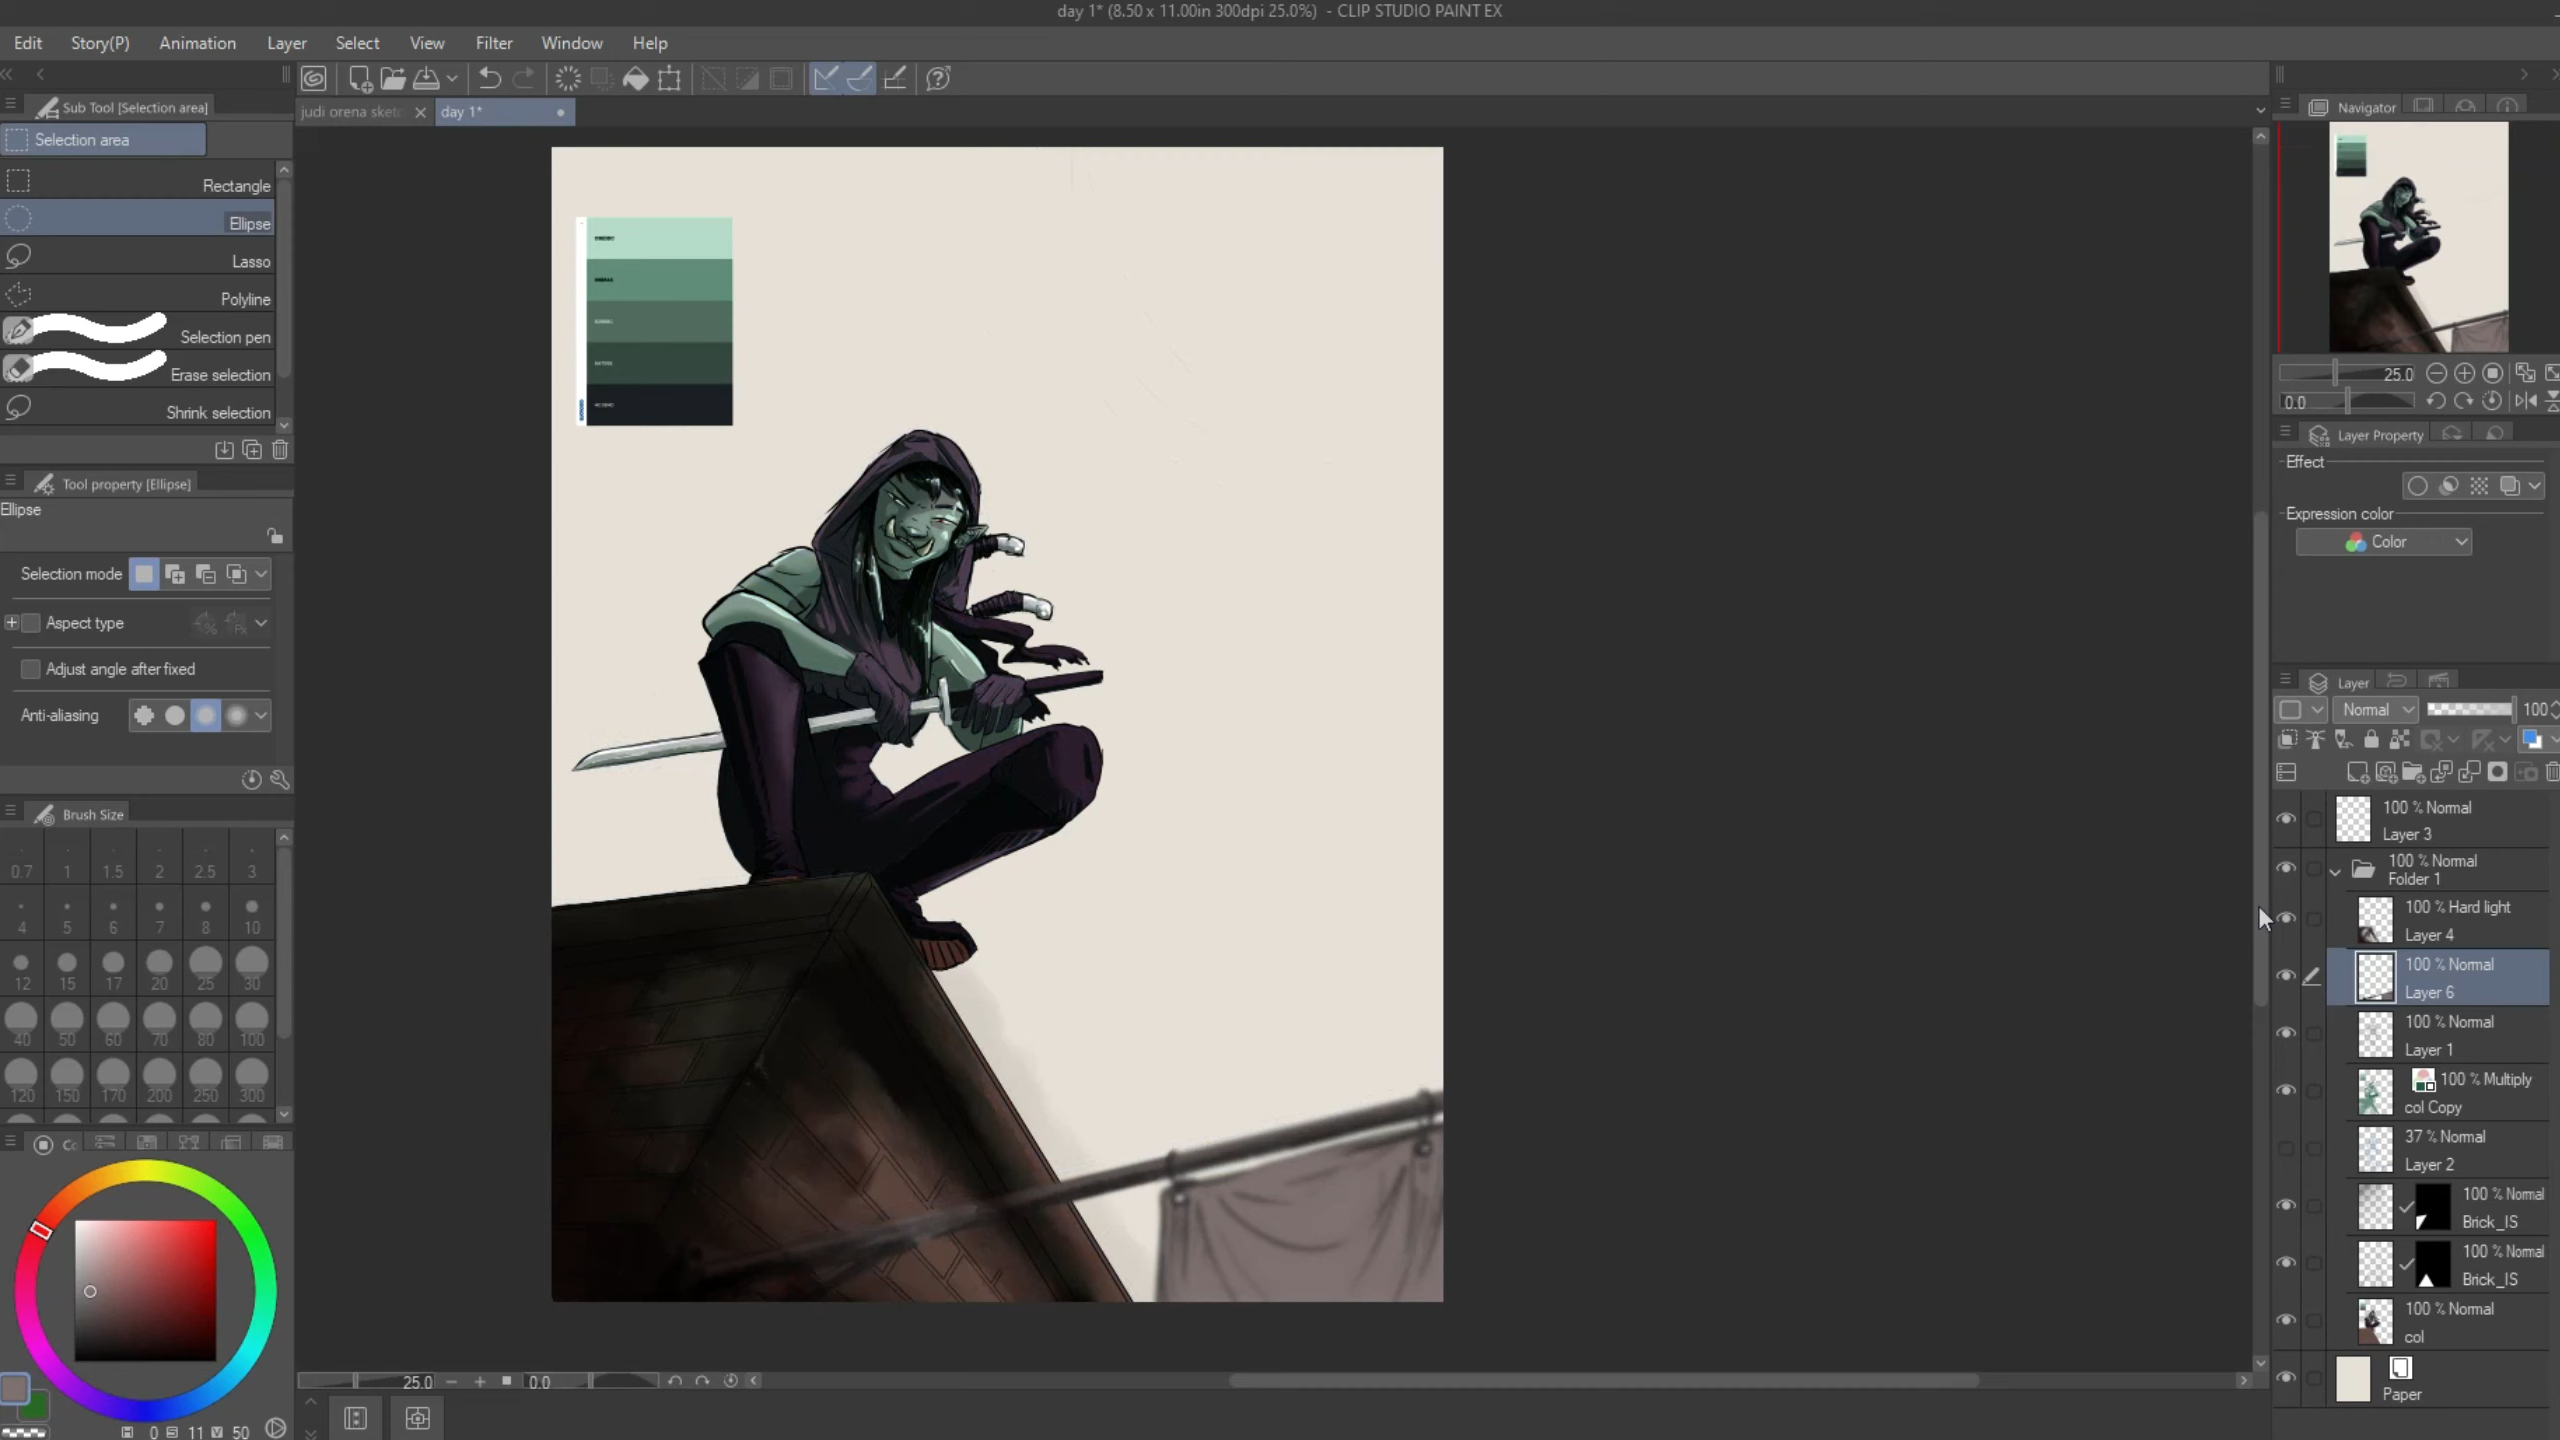 day 1* (8.50 x 11.00in 300dpi 25.0%) - CLIP STUDIO PAINT EX
Edit Story(P) Animation Layer Select View Filter Window Help
Sub Tool [Selection area]
judi orena sket
day 1*
Navigator
Selection area
Rectangle
Ellipse
Lasso
Polyline
Selection pen
Erase selection
Shrink selection
25.0
0.0
Layer Property
Effect
Expression color
Color
Tool property [Ellipse]
Ellipse
Selection mode
Aspect type
Adjust angle after fixed
Anti-aliasing
Layer
Normal 100
Brush Size
0.7 1 1.5 2 2.5 3
4 5 6 7 8 10
12 15 17 20 25 30
40 50 60 70 80 100
120 150 170 200 250 300
100 % Normal
Layer 3
100 % Normal
Folder 1
100 % Hard light
Layer 4
100 % Normal
Layer 6
100 % Normal
Layer 1
100 % Multiply
col Copy
37 % Normal
Layer 2
100 % Normal
Brick_IS
100 % Normal
Brick_IS
100 % Normal
col
Paper
25.0 0.0
H 0 S 11 V 50